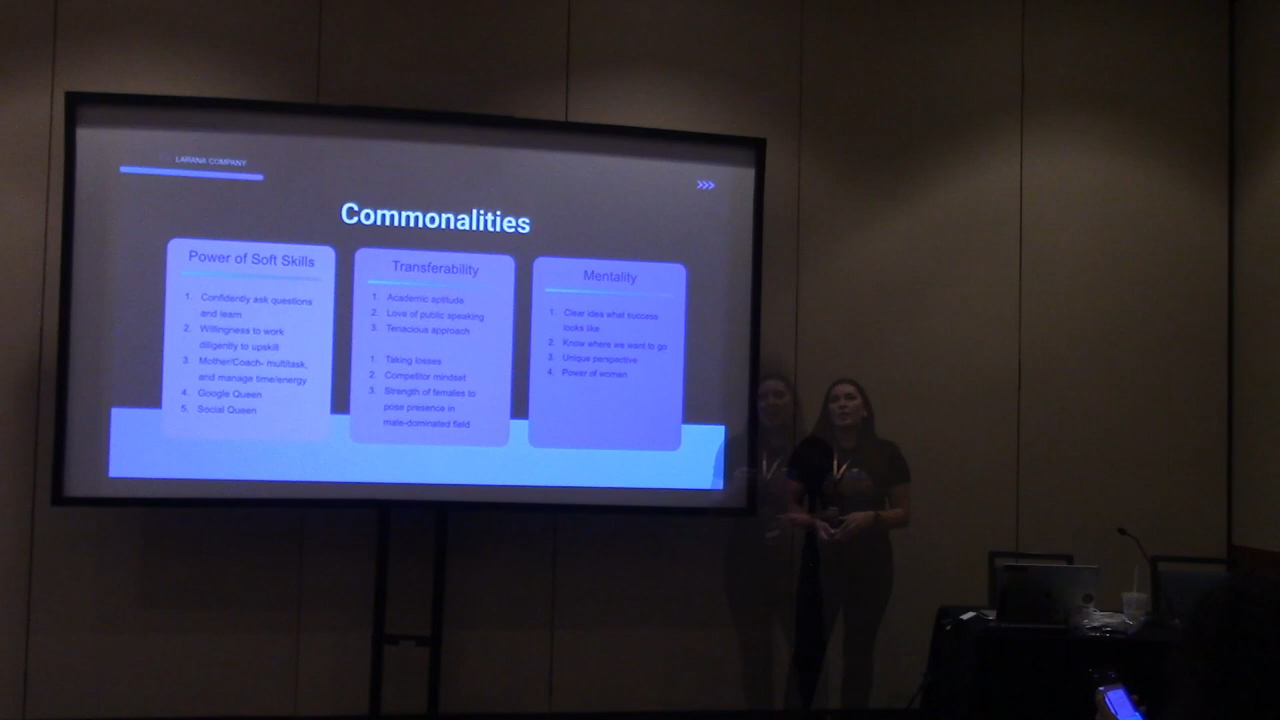 LARANA COMPANY
>>>
Commonalities
Power of Soft Skills
1. Confidently ask questions
and learn
2. Willingness to work
diligently to upskill
3. Mother/Coach- multitask,
and manage time/energy
4. Google Queen
5. Social Queen
Transferability
1. Academic aptitude
2. Love of public speaking
3. Tenacious approach
1. Taking losses
2. Competitor mindset
3. Strength of females to
pose presence in
male-dominated field
Mentality
1. Clear idea what success
looks like
2. Know where we want to go
3. Unique perspective
4. Power of women